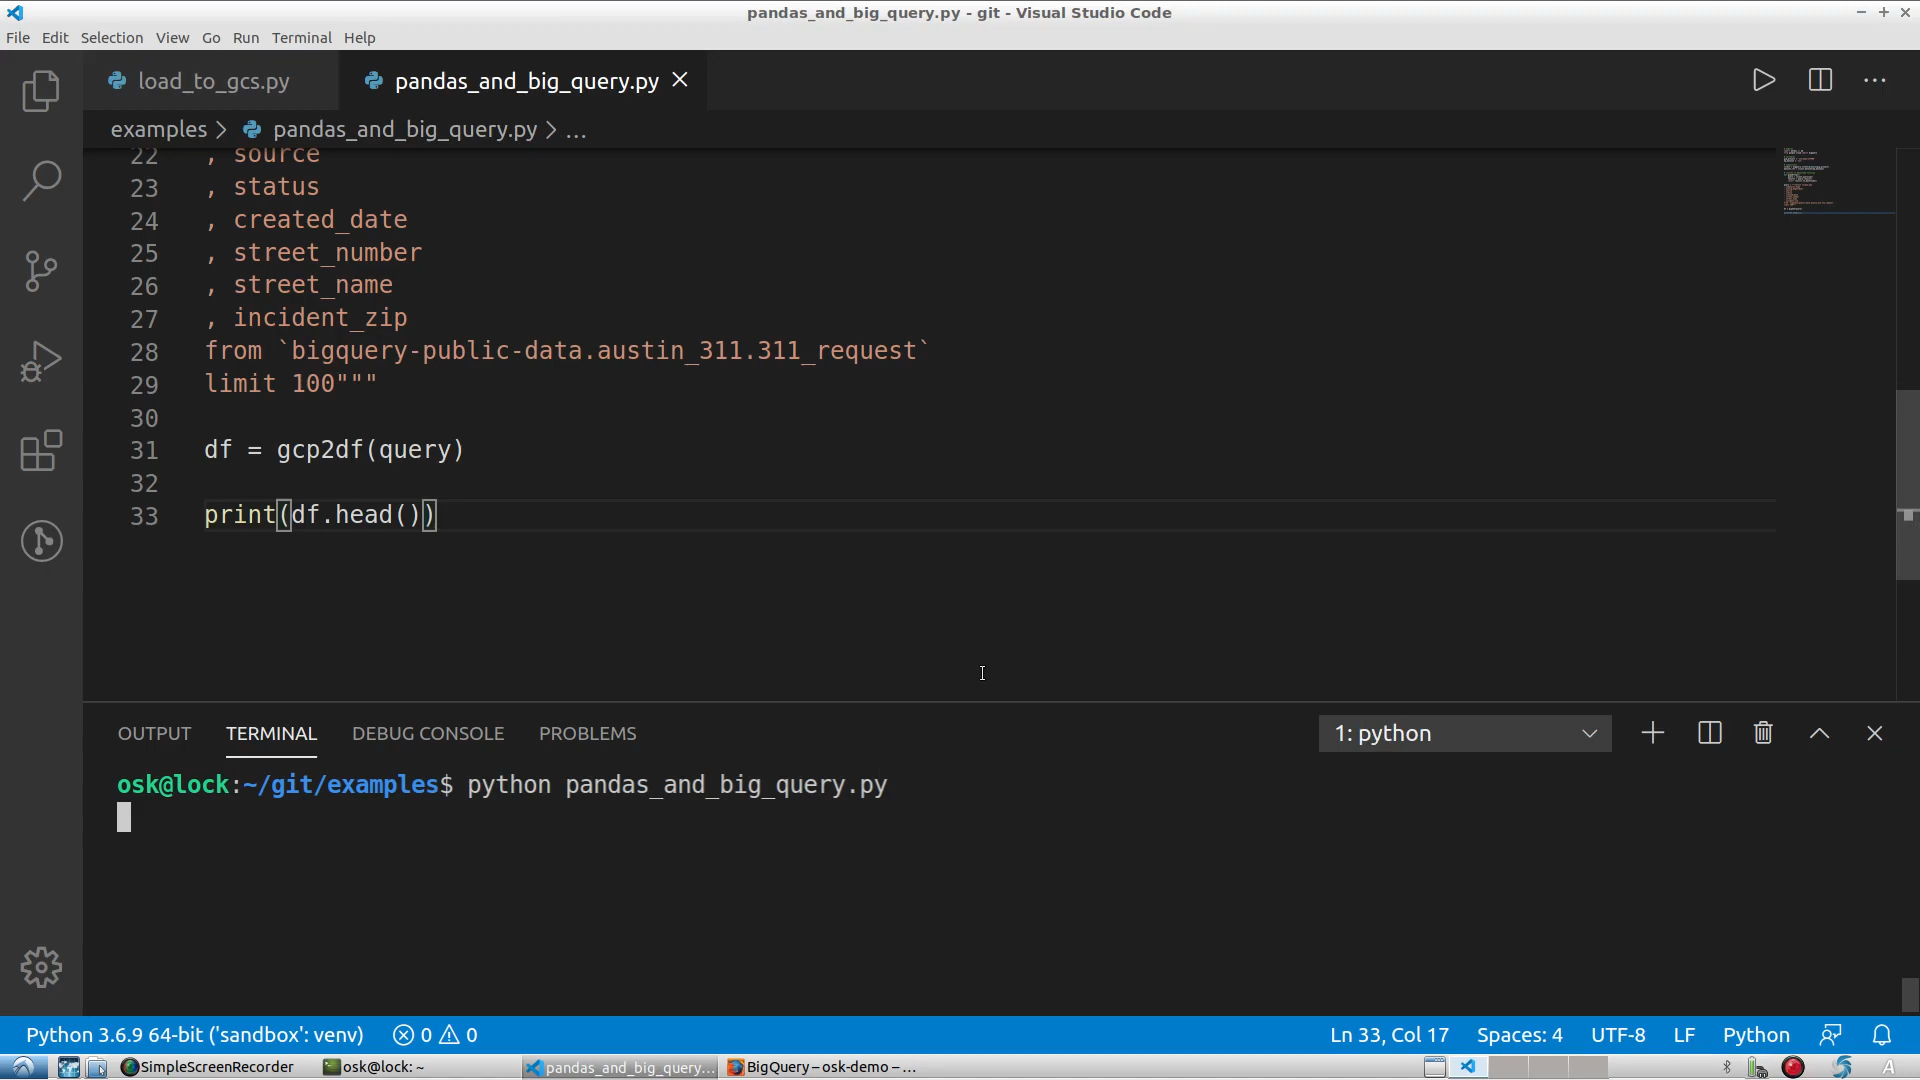 pandas_and_big_query.py - git - Visual Studio Code
File Edit Selection View Go Run Terminal Help
load_to_gcs.py pandas_and_big_query.py
examples > pandas_and_big_query.py > ...
22 , source
23 , status
24 , created_date
25 , street_number
26 , street_name
27 , incident_zip
28 from `bigquery-public-data.austin_311.311_request`
29 limit 100"""
30
31 df = gcp2df(query)
32
33 print(df.head())
OUTPUT TERMINAL DEBUG CONSOLE PROBLEMS 1: python
osk@lock:~/git/examples$ python pandas_and_big_query.py
Python 3.6.9 64-bit ('sandbox': venv) 0 0 Ln 33, Col 17 Spaces: 4 UTF-8 LF Python
SimpleScreenRecorder osk@lock: ~ pandas_and_big_query... BigQuery – osk-demo – ...